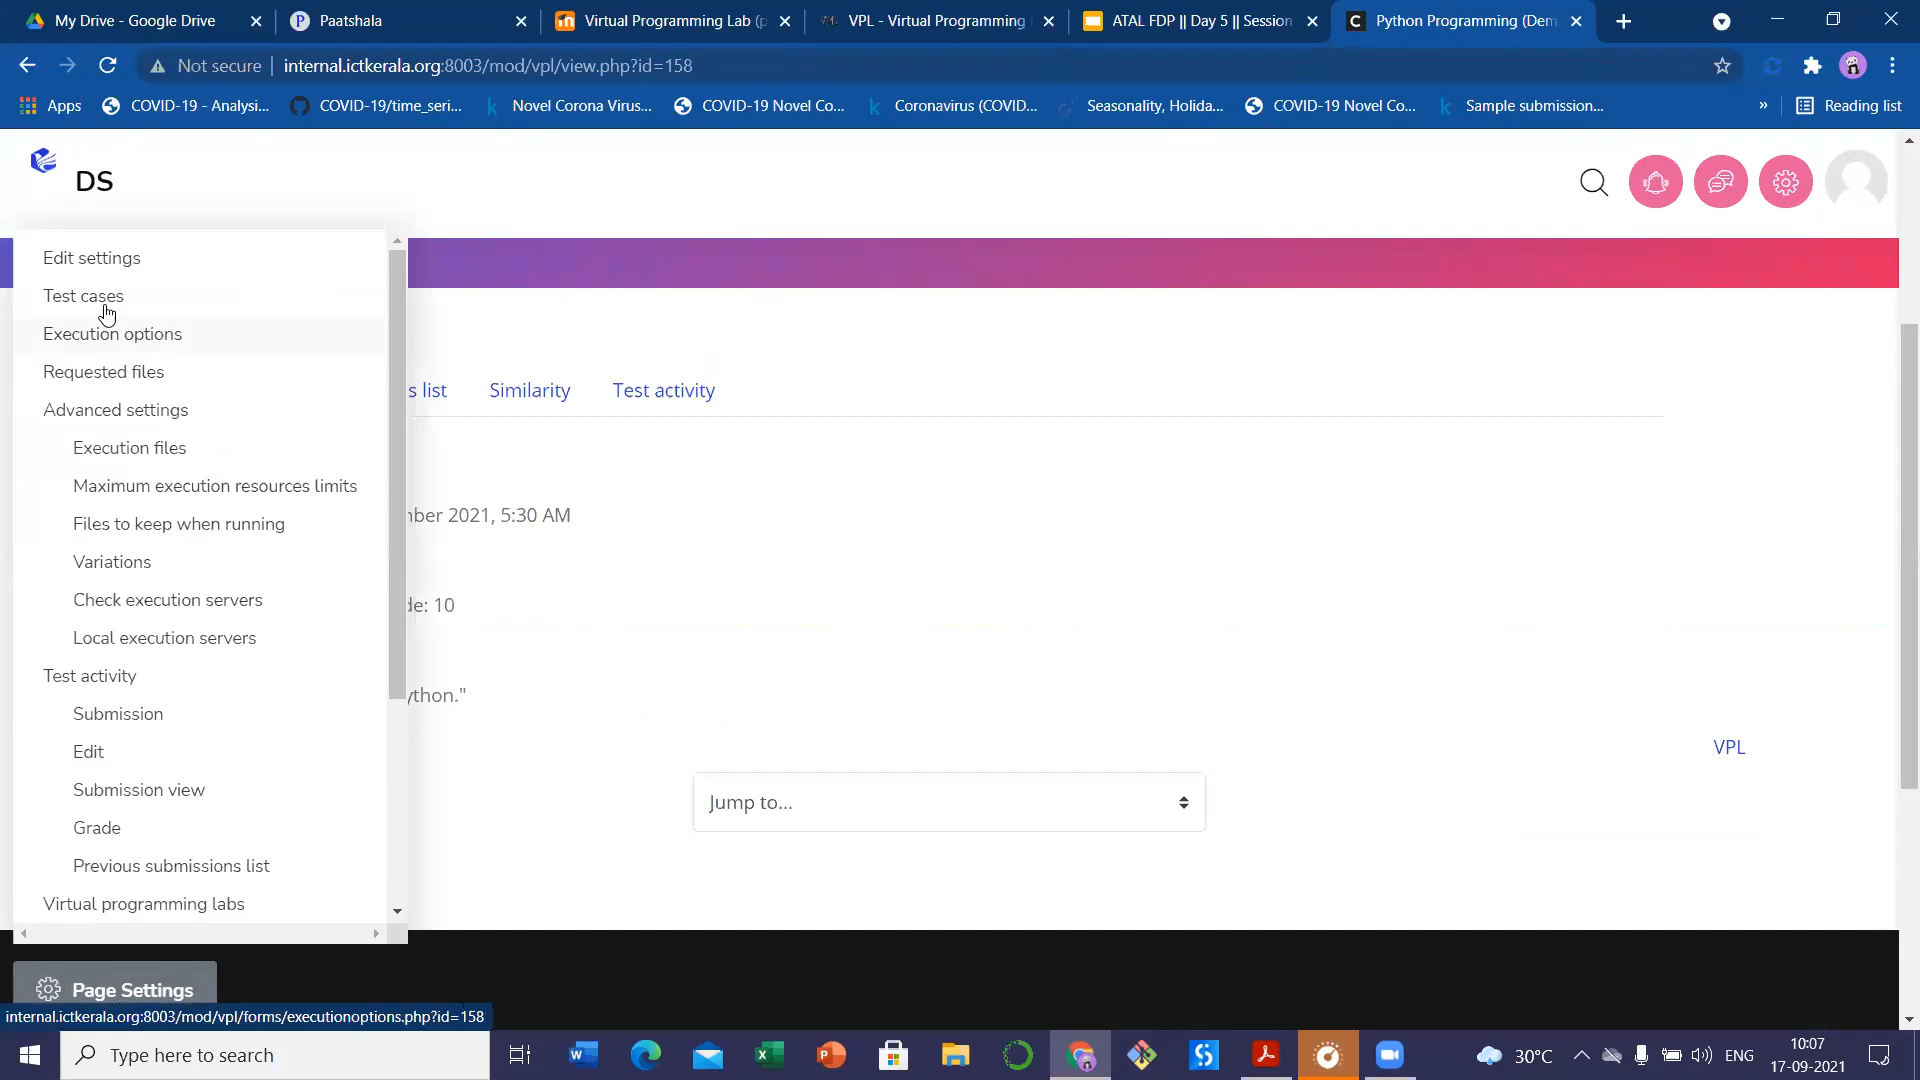 My Drive - Google Drive
Paatshala
Virtual Programming Lab (p
VPL - Virtual Programming
ATAL FDP || Day 5 || Session
Python Programming (Dem
Not secure
internal.ictkerala.org:8003/mod/vpl/view.php?id=158
Apps
COVID-19 - Analysi...
COVID-19/time_seri...
Novel Corona Virus...
COVID-19 Novel Co...
Coronavirus (COVID...
Seasonality, Holida...
COVID-19 Novel Co...
Sample submission...
»
Reading list
DS
Edit settings
Test cases
Execution options
Requested files
Advanced settings
Execution files
Maximum execution resources limits
Files to keep when running
Variations
Check execution servers
Local execution servers
Test activity
Submission
Edit
Submission view
Grade
Previous submissions list
Virtual programming labs
s list
Similarity
Test activity
ber 2021, 5:30 AM
de: 10
ython."
VPL
Jump to...
Page Settings
internal.ictkerala.org:8003/mod/vpl/forms/executionoptions.php?id=158
Type here to search
30°C
ENG
10:07
17-09-2021